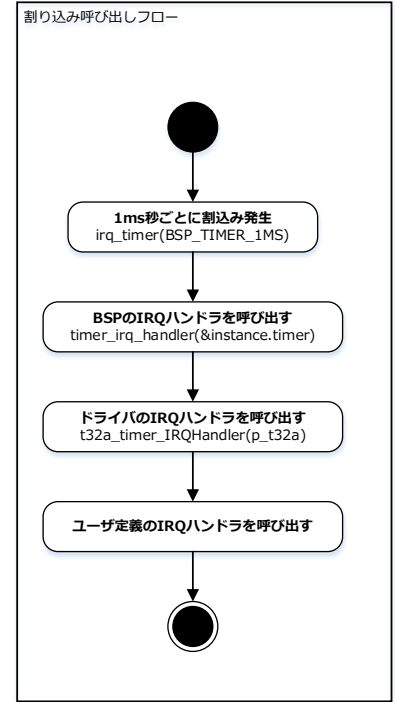 割り込み呼び出しフロー
1ms秒ごとに割込み発生
irq_timer(BSP_TIMER_1MS)
BSPのIRQハンドラを呼び出す
timer_irq_handler(&instance.timer)
ドライバのIRQハンドラを呼び出す
t32a_timer_IRQHandler(p_t32a)
ユーザ定義のIRQハンドラを呼び出す